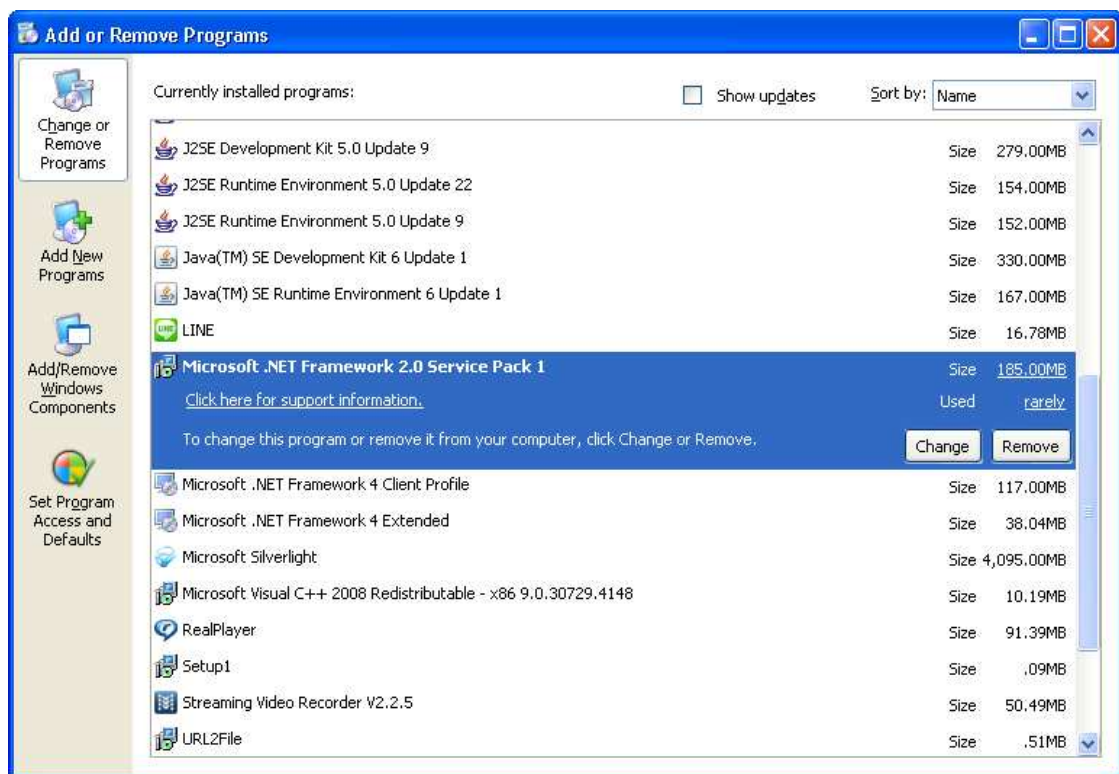 Add or Remove Programs
Change or
Remove
Programs
Add New
Programs
Add/Remove
Windows
Components
Set Program
Access and
Defaults
Currently installed programs:
Show updates
Sort by: Name
J2SE Development Kit 5.0 Update 9 Size 279.00MB
J2SE Runtime Environment 5.0 Update 22 Size 154.00MB
J2SE Runtime Environment 5.0 Update 9 Size 152.00MB
Java(TM) SE Development Kit 6 Update 1 Size 330.00MB
Java(TM) SE Runtime Environment 6 Update 1 Size 167.00MB
LINE Size 16.78MB
Microsoft .NET Framework 2.0 Service Pack 1 Size 185.00MB
Click here for support information. Used rarely
To change this program or remove it from your computer, click Change or Remove. Change Remove
Microsoft .NET Framework 4 Client Profile Size 117.00MB
Microsoft .NET Framework 4 Extended Size 38.04MB
Microsoft Silverlight Size 4,095.00MB
Microsoft Visual C++ 2008 Redistributable - x86 9.0.30729.4148 Size 10.19MB
RealPlayer Size 91.39MB
Setup1 Size .09MB
Streaming Video Recorder V2.2.5 Size 50.49MB
URL2File Size .51MB